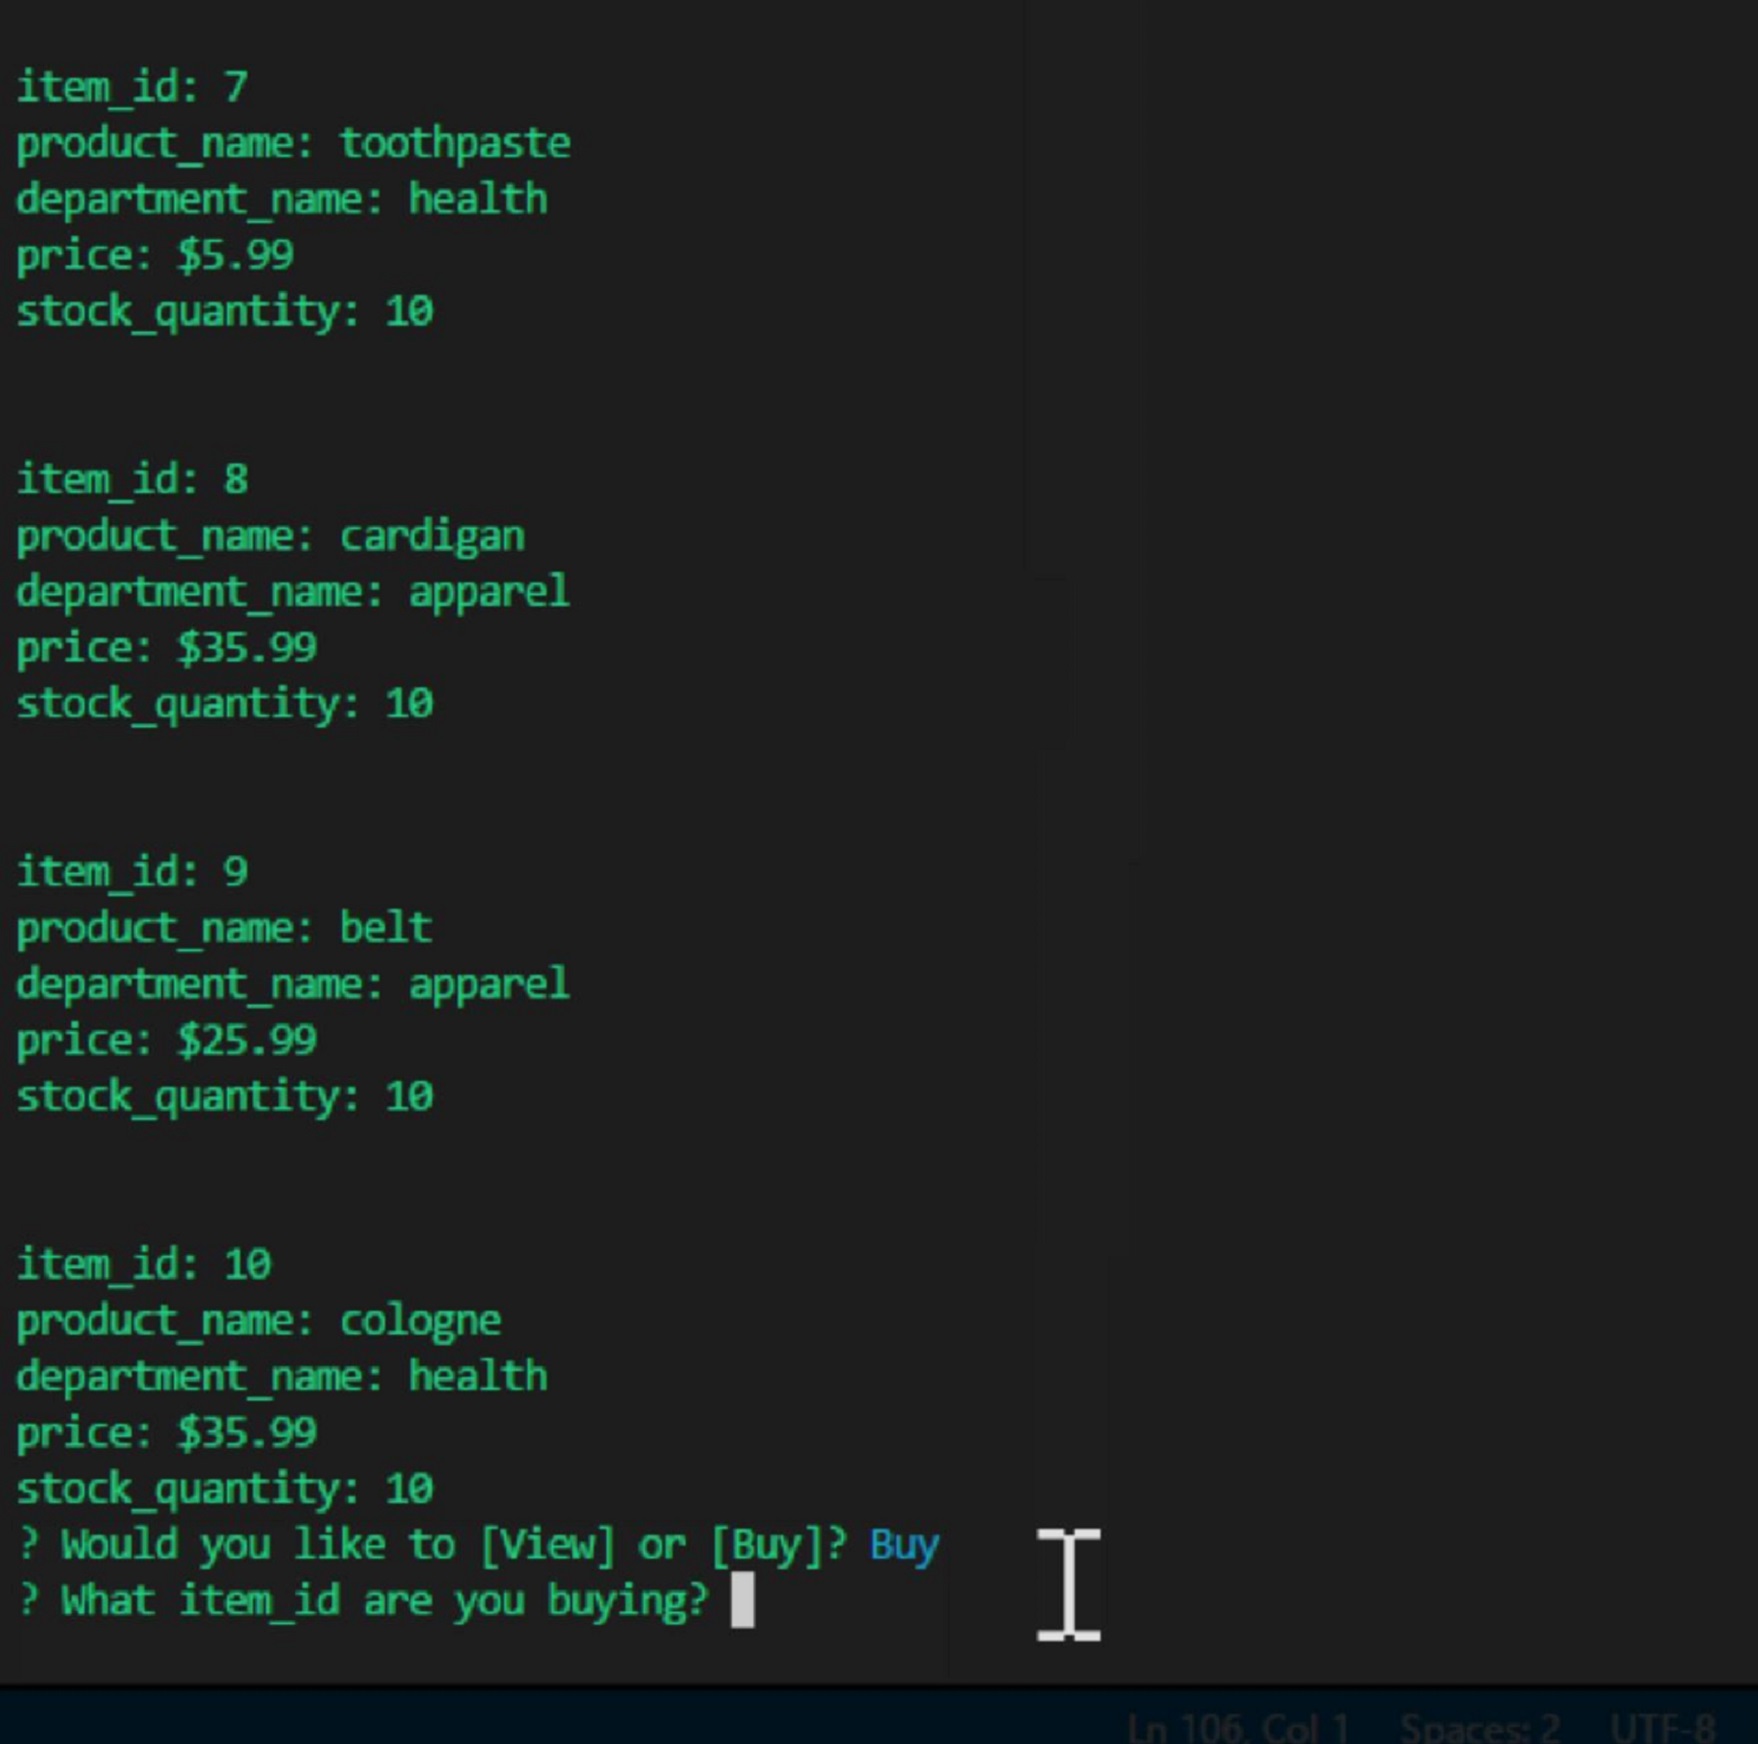 item_id: 7
product_name: toothpaste
department_name: health
price: $5.99
stock_quantity: 10
item_id: 8
product_name: cardigan
department_name: apparel
price: $35.99
stock_quantity: 10
item_id: 9
product_name: belt
department_name: apparel
price: $25.99
stock_quantity: 10
item_id: 10
product_name: cologne
department_name: health
price: $35.99
stock_quantity: 10
? Would you like to [View] or [Buy]? Buy
? What item_id are you buying?
Ln 106, Col 1 Spaces: 2 UTF-8